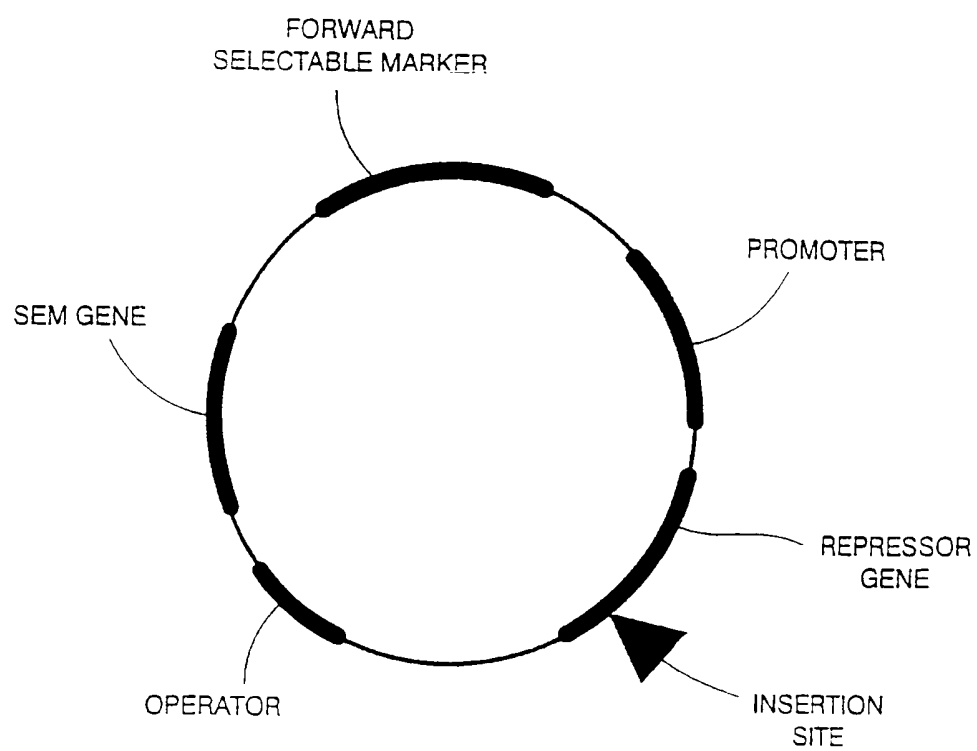 FORWARD
SELECTABLE MARKER
PROMOTER
SEM GENE
REPRESSOR
GENE
OPERATOR
INSERTION
SITE